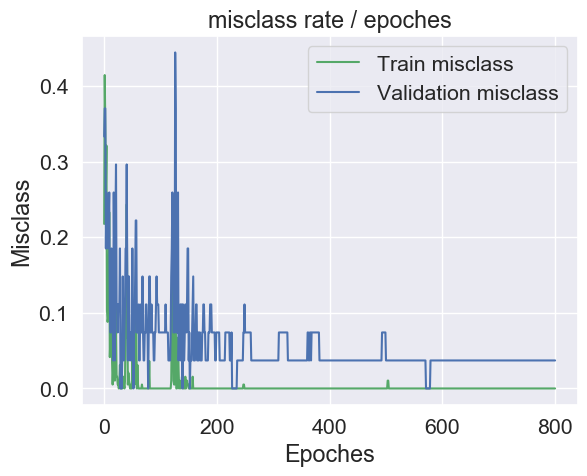 misclass rate / epoches
Train misclass
Validation misclass
Misclass
0.4
0.3
0.2
0.1
0.0
0
200
400
600
800
Epoches